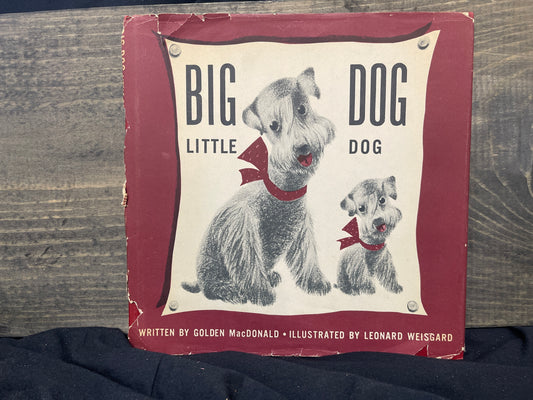 BIG DOG
LITTLE DOG
WRITTEN BY GOLDEN MacDONALD • ILLUSTRATED BY LEONARD WEISGARD